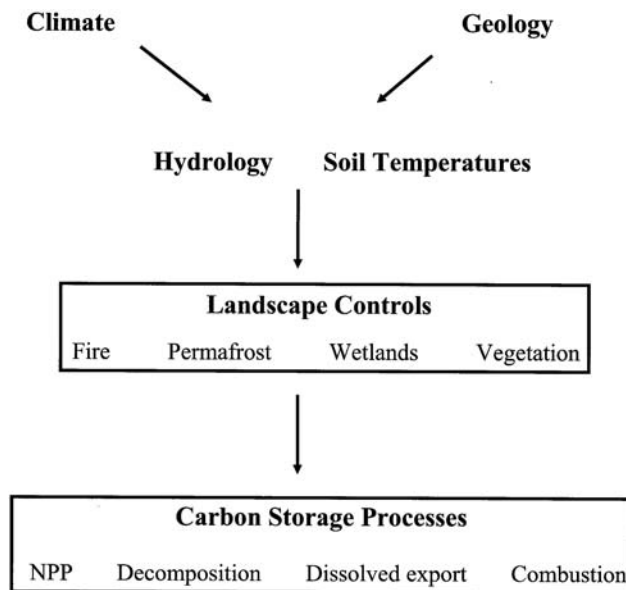 Climate Geology
Hydrology Soil Temperatures
Landscape Controls
Fire Permafrost Wetlands Vegetation
Carbon Storage Processes
NPP Decomposition Dissolved export Combustion